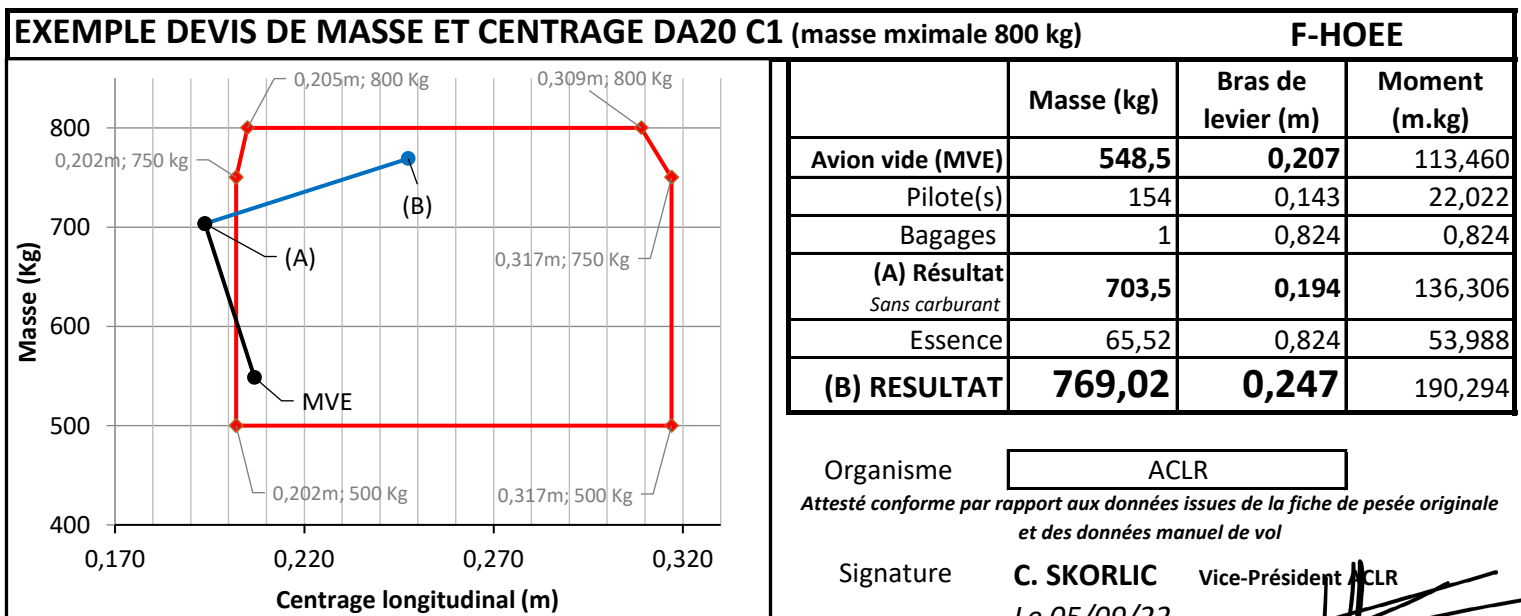 EXEMPLE DEVIS DE MASSE ET CENTRAGE DA20 C1 (masse mximale 800 kg) F-HOEE
0,205m; 800 Kg
0,309m; 800 Kg
800
0,202m; 750 kg
(B)
700
(A)
0,317m; 750 Kg
Masse (Kg)
600
MVE
500
0,202m; 500 Kg
0,317m; 500 Kg
400
0,170 0,220 0,270 0,320
Centrage longitudinal (m)
Masse (kg) Bras de levier (m) Moment (m.kg)
Avion vide (MVE) 548,5 0,207 113,460
Pilote(s) 154 0,143 22,022
Bagages 1 0,824 0,824
(A) Résultat
Sans carburant 703,5 0,194 136,306
Essence 65,52 0,824 53,988
(B) RESULTAT 769,02 0,247 190,294
Organisme ACLR
Attesté conforme par rapport aux données issues de la fiche de pesée originale
et des données manuel de vol
Signature C. SKORLIC Vice-Président ACLR
Le 05/09/22